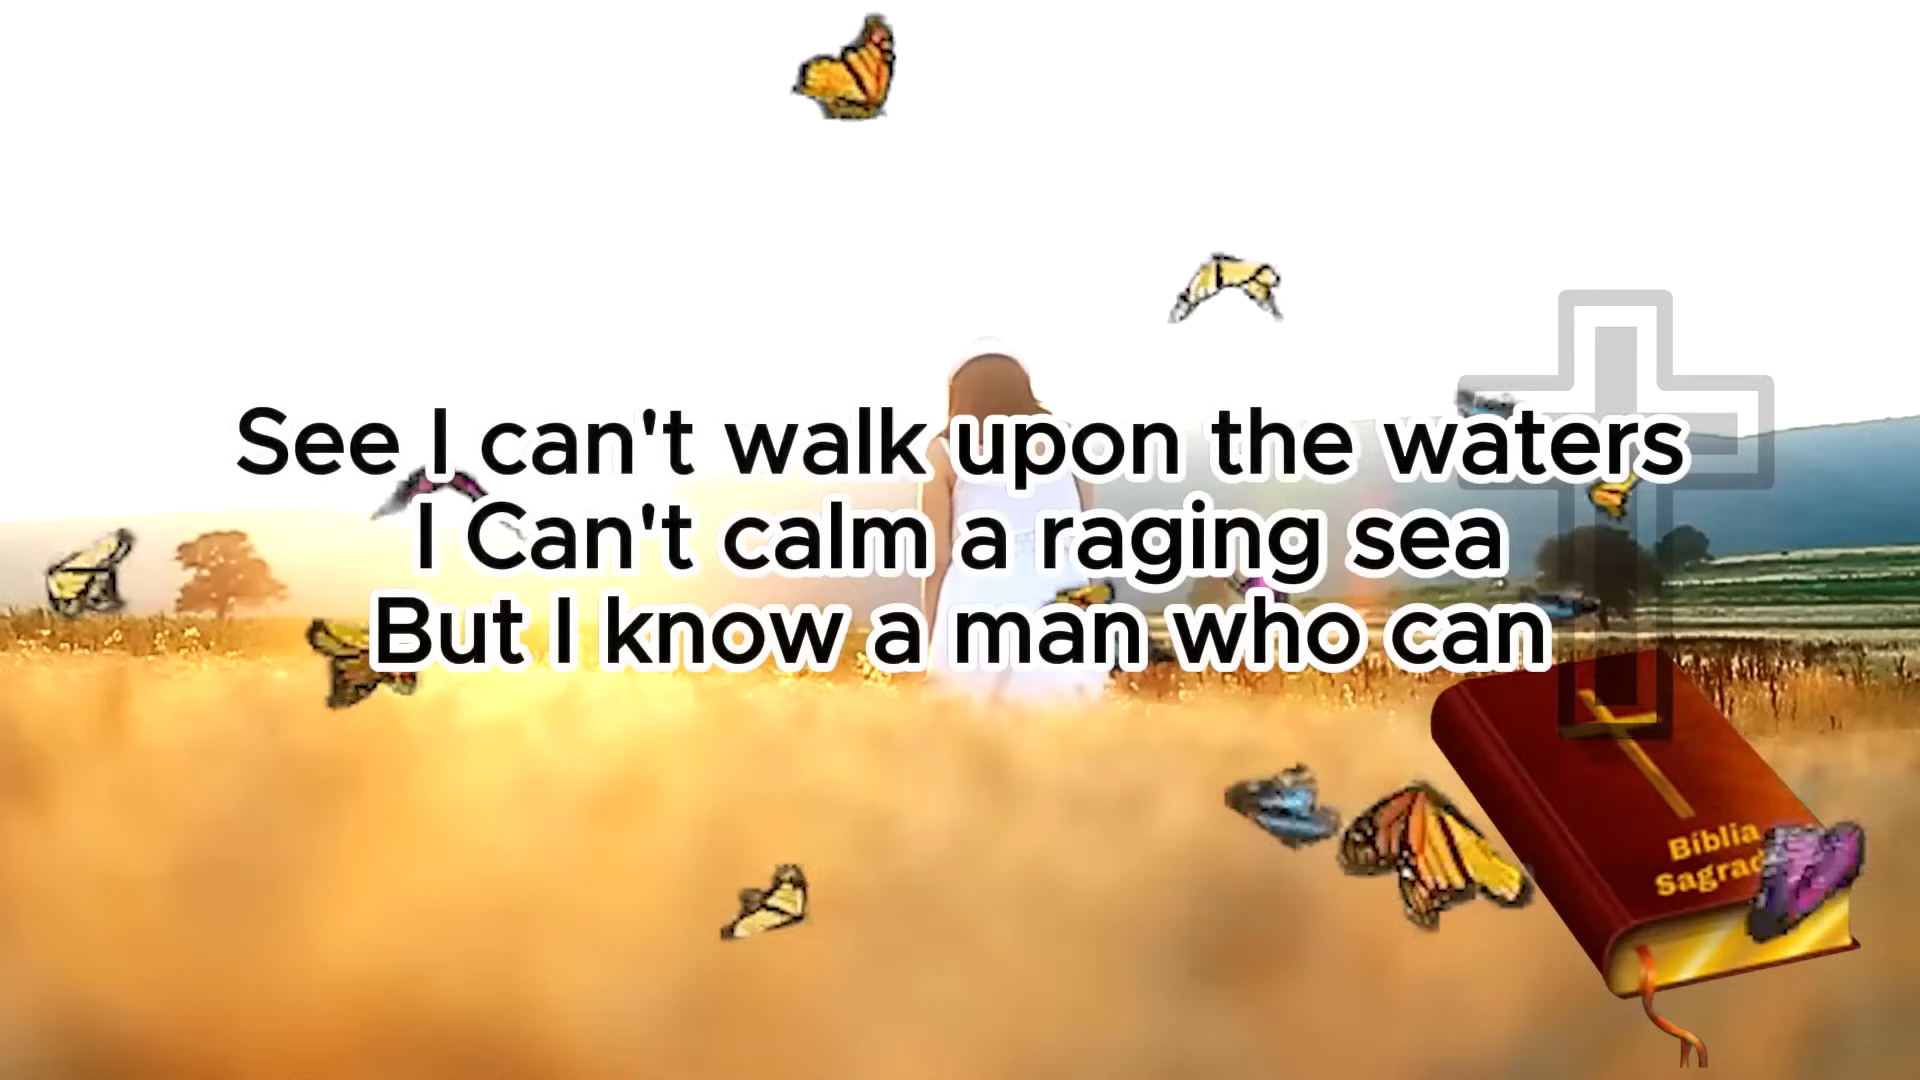 See I can't walk upon the waters
I Can't calm a raging sea
But I know a man who can
Bíblia